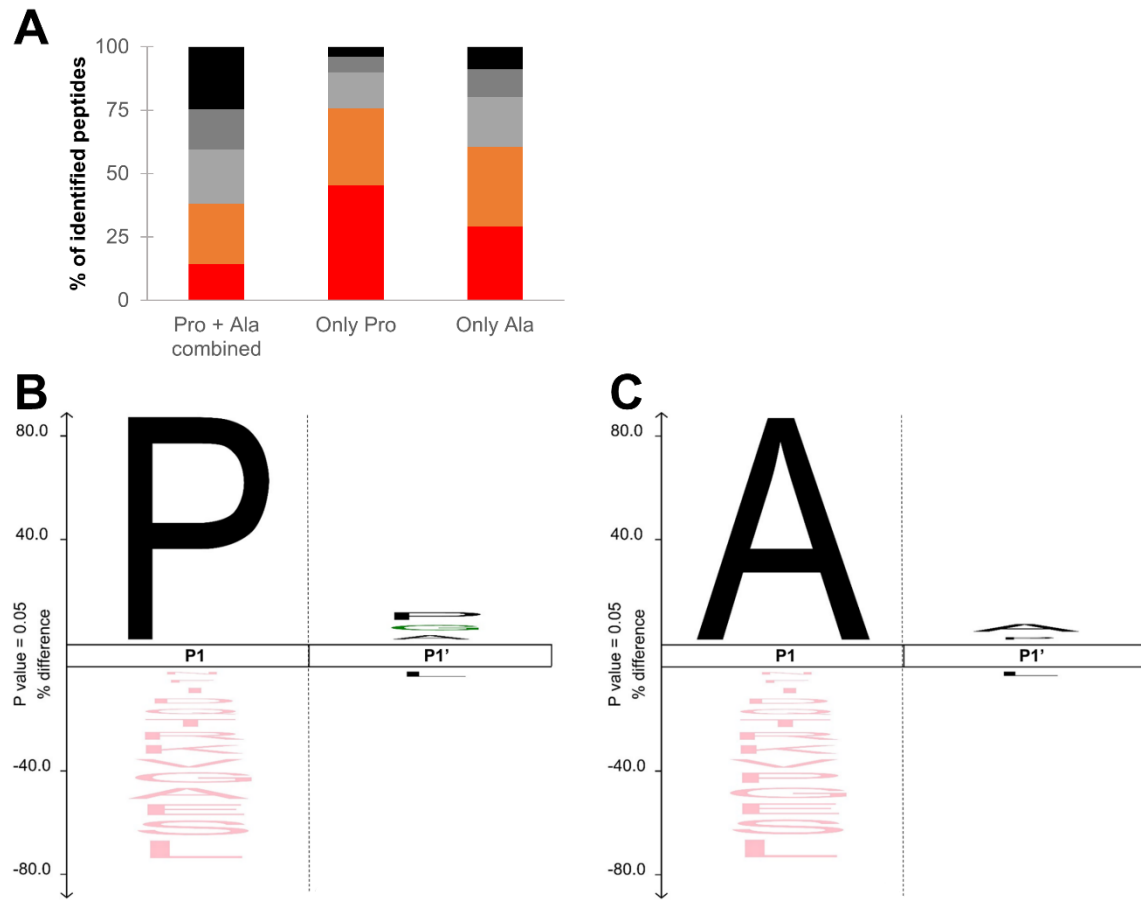 A
100
75
50
25
0
% of identified peptides
Pro + Ala
combined
Only Pro
Only Ala
B
80.0
40.0
P value = 0.05
% difference
-40.0
-80.0
P
P1
P1’
C
80.0
40.0
P value = 0.05
% difference
-40.0
-80.0
A
P1
P1’